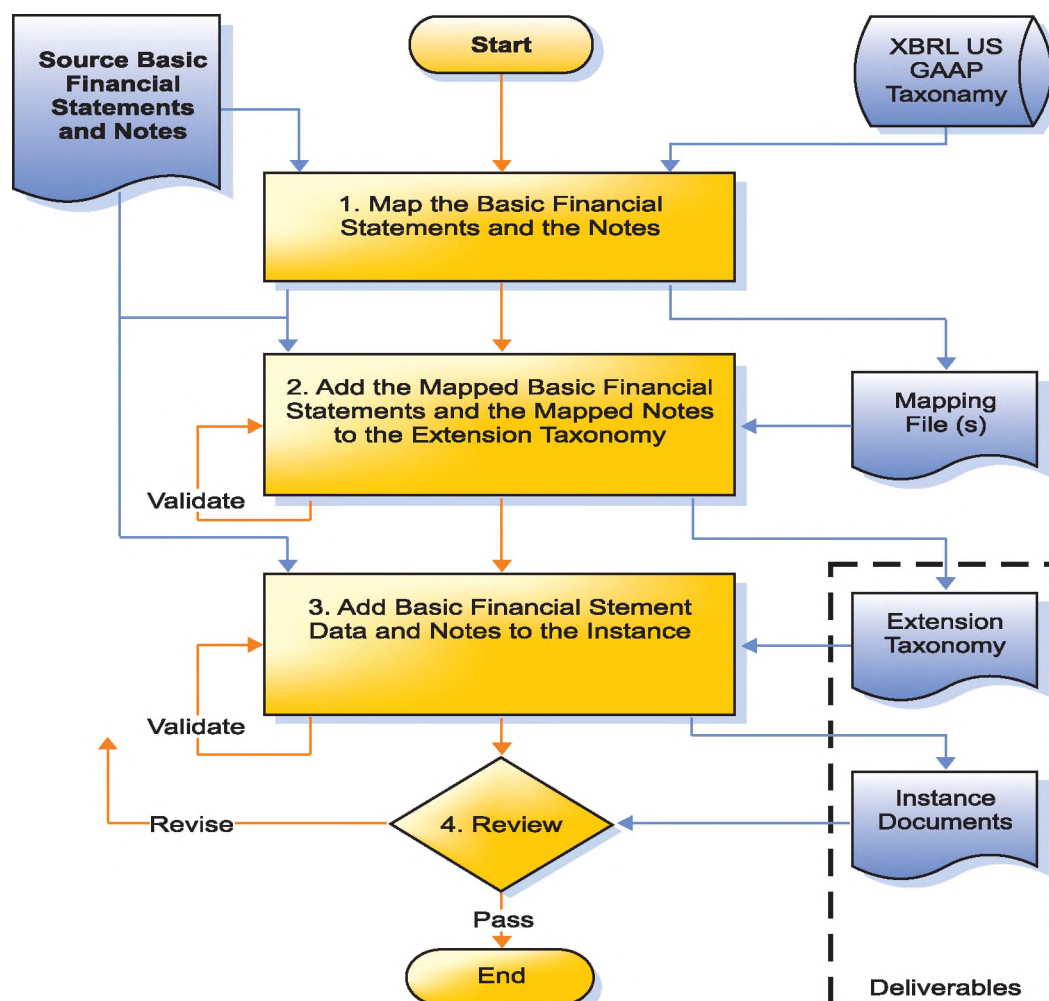 Source Basic
Financial
Statements
and Notes
Start
XBRL US
GAAP
Taxonamy
1. Map the Basic Financial
Statements and the Notes
2. Add the Mapped Basic Financial
Statements and the Mapped Notes
to the Extension Taxonomy
Mapping
File (s)
Validate
3. Add Basic Financial Stement
Data and Notes to the Instance
Extension
Taxonomy
Validate
Revise
4. Review
Instance
Documents
Pass
End
Deliverables